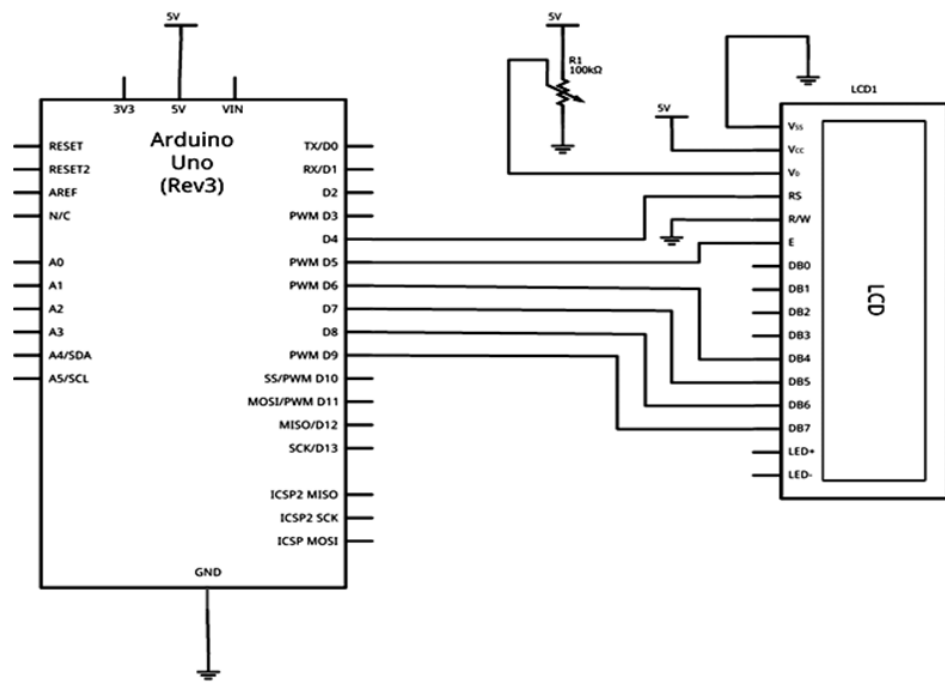 5V
5V
R1
100kΩ
5V
LCD1
3V3
5V
VIN
Arduino
Uno
(Rev3)
RESET
RESET2
AREF
N/C
A0
A1
A2
A3
A4/SDA
A5/SCL
TX/D0
RX/D1
D2
PWM D3
D4
PWM D5
PWM D6
D7
D8
PWM D9
SS/PWM D10
MOSI/PWM D11
MISO/D12
SCK/D13
ICSP2 MISO
ICSP2 SCK
ICSP MOSI
GND
Vss
Vcc
V0
RS
R/W
E
DB0
DB1
DB2
DB3
DB4
DB5
DB6
DB7
LED+
LED-
LCD